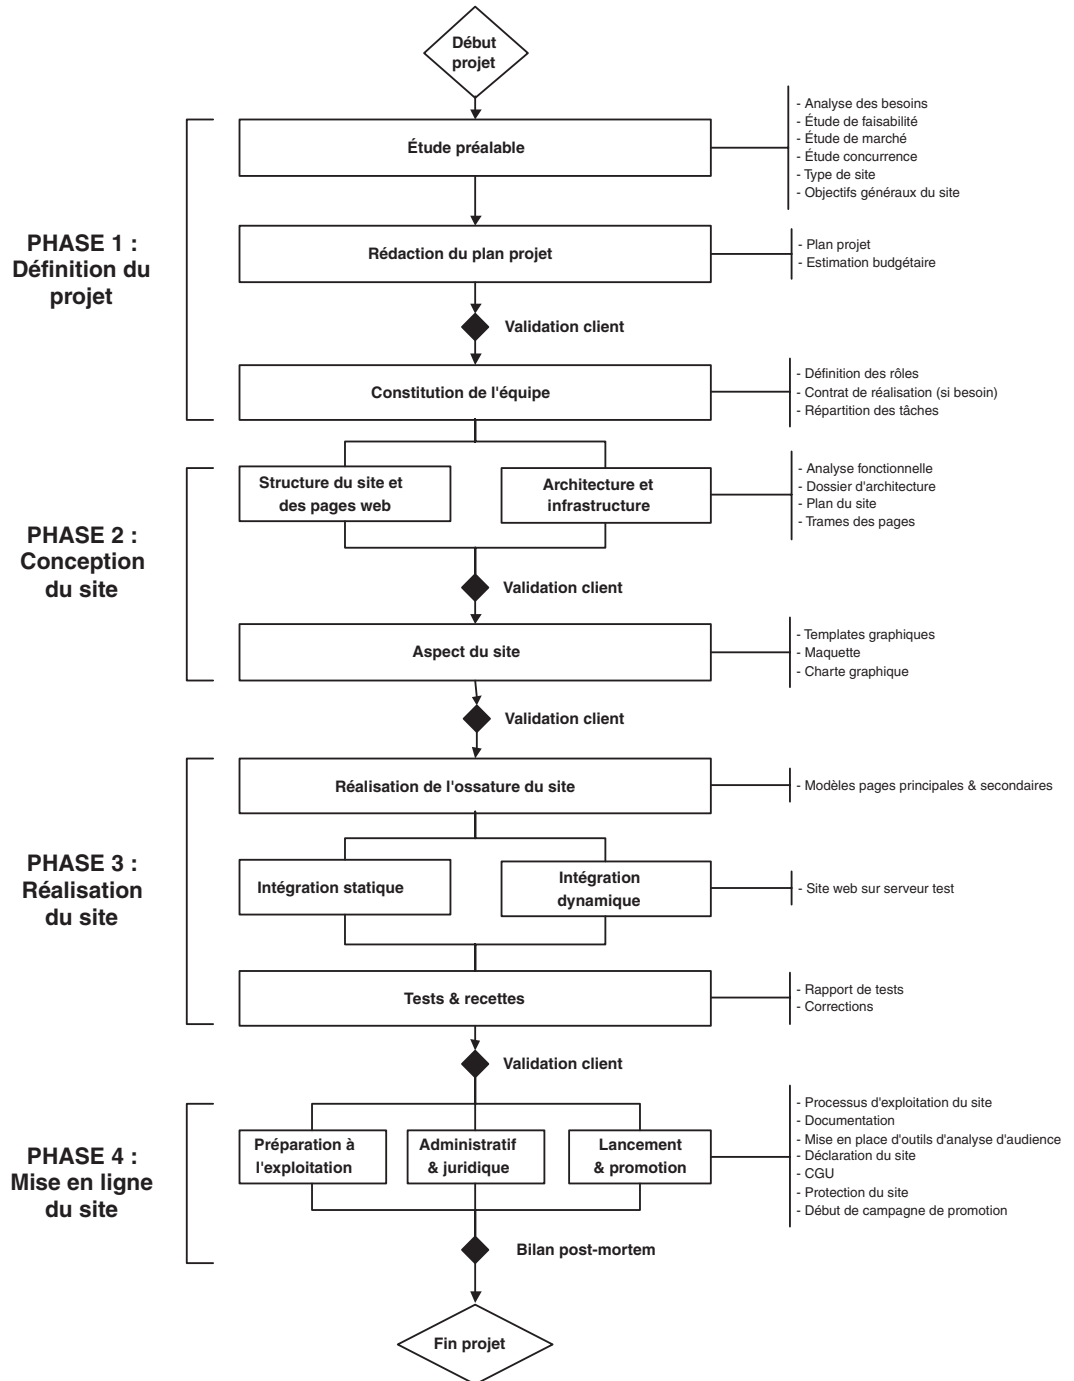 Début
projet
Étude préalable
- Analyse des besoins
- Étude de faisabilité
- Étude de marché
- Étude concurrence
- Type de site
- Objectifs généraux du site
PHASE 1 :
Définition du
projet
Rédaction du plan projet
- Plan projet
- Estimation budgétaire
Validation client
Constitution de l'équipe
- Définition des rôles
- Contrat de réalisation (si besoin)
- Répartition des tâches
PHASE 2 :
Conception
du site
Structure du site et
des pages web
Architecture et
infrastructure
- Analyse fonctionnelle
- Dossier d'architecture
- Plan du site
- Trames des pages
Validation client
Aspect du site
- Templates graphiques
- Maquette
- Charte graphique
Validation client
PHASE 3 :
Réalisation
du site
Réalisation de l'ossature du site
- Modèles pages principales & secondaires
Intégration statique
Intégration
dynamique
- Site web sur serveur test
Tests & recettes
- Rapport de tests
- Corrections
Validation client
PHASE 4 :
Mise en ligne
du site
Préparation à
l'exploitation
Administratif
& juridique
Lancement
& promotion
- Processus d'exploitation du site
- Documentation
- Mise en place d'outils d'analyse d'audience
- Déclaration du site
- CGU
- Protection du site
- Début de campagne de promotion
Bilan post-mortem
Fin projet